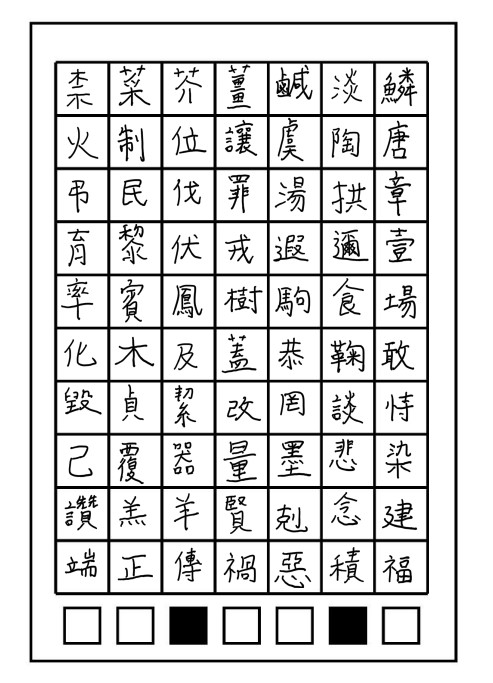 柰菜芥薑鹹淡鱗
火制位讓虞陶唐
弔民伐罪湯拱章
育黎伏戎遐邇壹
率賓鳳樹駒食場
化木及蓋恭鞠敢
毀貞絜改罔談恃
己覆器量墨悲染
讚羔羊賢剋念建
端正傳禍惡積福